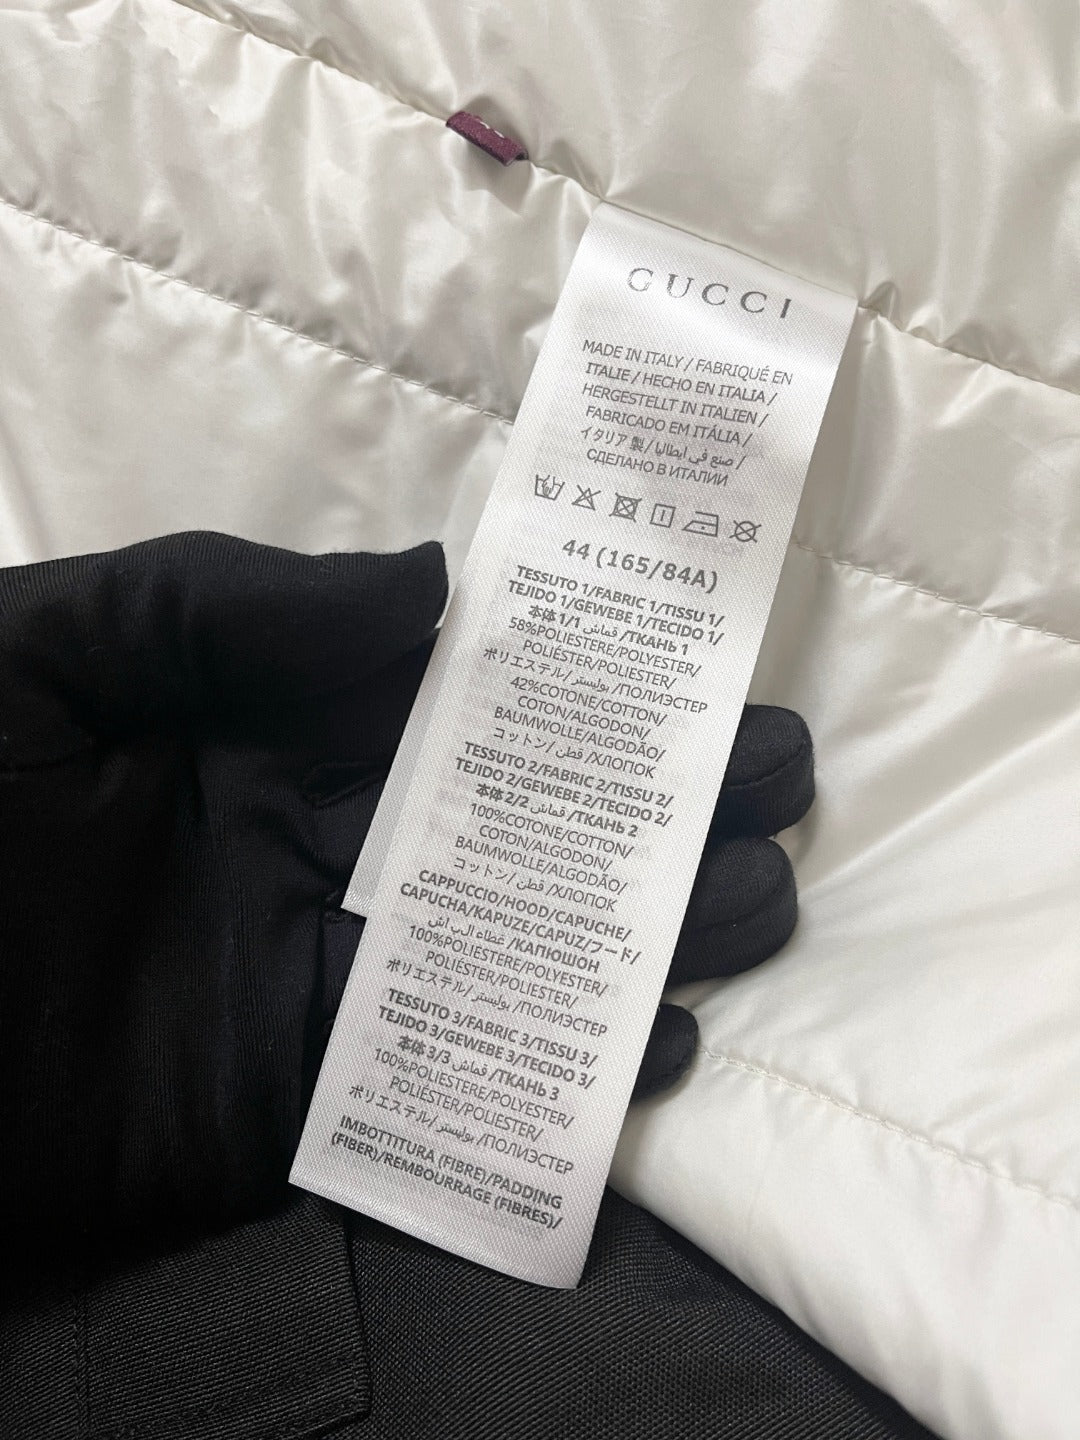 GUCCI
MADE IN ITALY / FABRIQUÉ EN
ITALIE / HECHO EN ITALIA /
HERGESTELLT IN ITALIEN /
FABRICADO EM ITÁLIA /
イタリア製 / صنع في ايطاليا /
СДЕЛАНО В ИТАЛИИ
44 (165/84A)
TESSUTO 1/FABRIC 1/TISSU 1/
TEJIDO 1/GEWEBE 1/TECIDO 1/
本体 1/1 قماش /ТКАНЬ 1
58%POLIESTERE/POLYESTER/
POLIÉSTER/POLIESTER/
ポリエステル/ بوليستر /ПОЛИЭСТЕР
42%COTONE/COTTON/
COTON/ALGODON/
BAUMWOLLE/ALGODÃO/
コットン/ قطن /ХЛОПОК
TESSUTO 2/FABRIC 2/TISSU 2/
TEJIDO 2/GEWEBE 2/TECIDO 2/
本体 2/2 قماش /ТКАНЬ 2
100%COTONE/COTTON/
COTON/ALGODON/
BAUMWOLLE/ALGODÃO/
コットン/ قطن /ХЛОПОК
CAPPUCCIO/HOOD/CAPUCHE/
CAPUCHA/KAPUZE/CAPUZ/フード/
غطاء /КАПЮШОН
100%POLIESTERE/POLYESTER/
POLIÉSTER/POLIESTER/
ポリエステル/ بوليستر /ПОЛИЭСТЕР
TESSUTO 3/FABRIC 3/TISSU 3/
TEJIDO 3/GEWEBE 3/TECIDO 3/
本体 3/3 قماش /ТКАНЬ 3
100%POLIESTERE/POLYESTER/
POLIÉSTER/POLIESTER/
ポリエステル/ بوليستر /ПОЛИЭСТЕР
IMBOTTITURA (FIBRE)/PADDING
(FIBER)/REMBOURRAGE (FIBRES)/